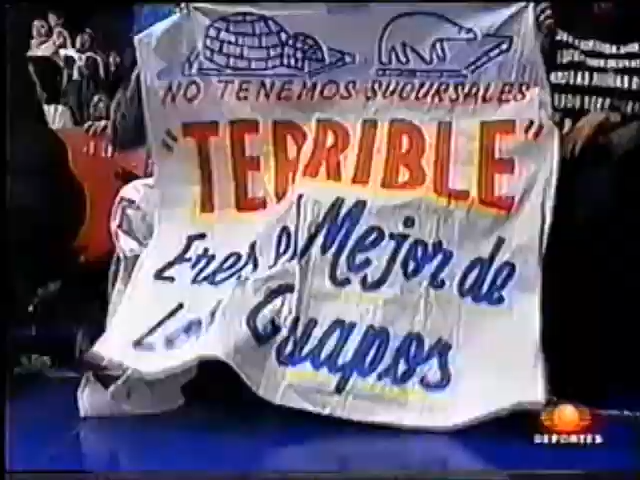 NO TENEMOS SUCURSALES
"TERRIBLE"
Eres el Mejor de
Los Guapos
DEPORTES